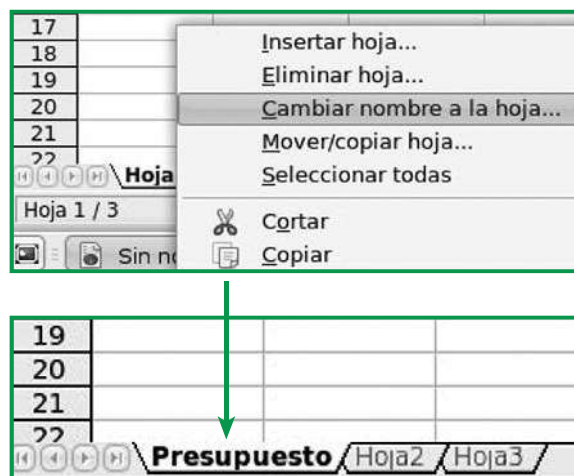 17
18
19
20
21
22
Insertar hoja...
Eliminar hoja...
Cambiar nombre a la hoja...
Mover/copiar hoja...
Seleccionar todas
Cortar
Copiar
Hoja
Hoja 1 / 3
Sin
19
20
21
22
Presupuesto Hoja2 Hoja3